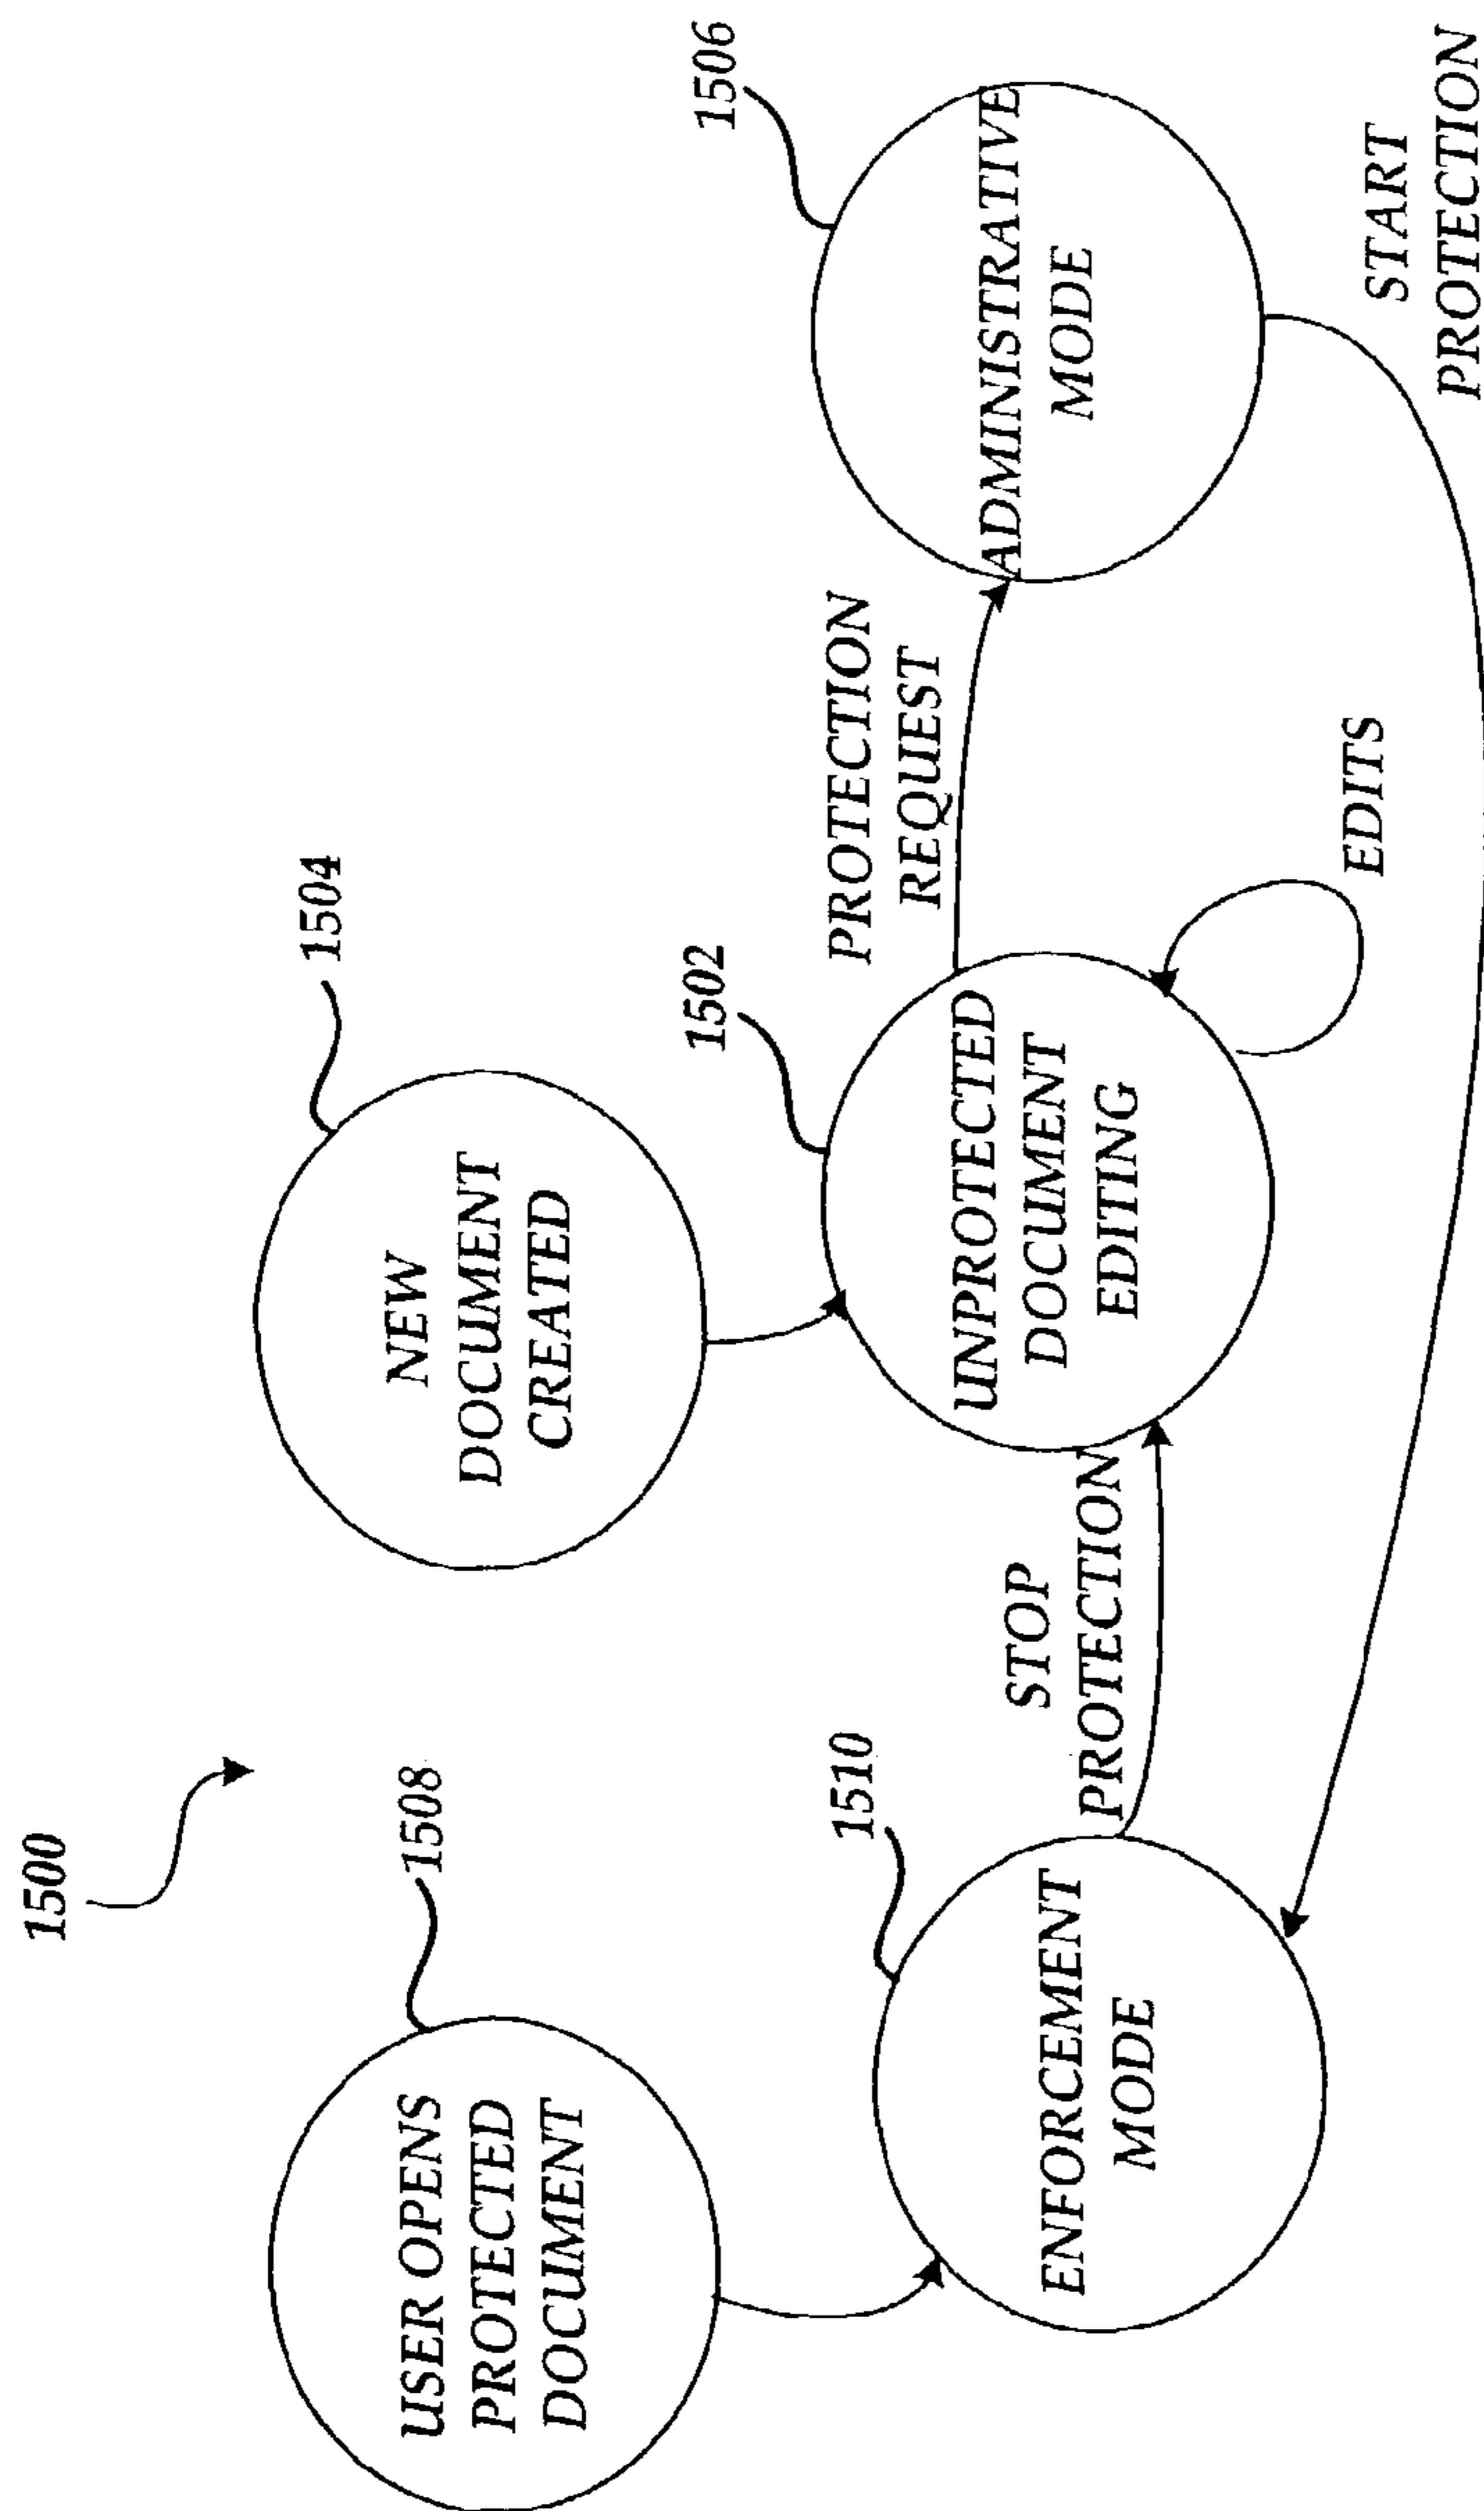 1500
1508
USER OPENS
PROTECTED
DOCUMENT
1504
NEW
DOCUMENT
CREATED
1510
ENFORCEMENT
MODE
STOP
PROTECTION
1502
UNPROTECTED
DOCUMENT
EDITING
PROTECTION
REQUEST
EDITS
1506
ADMINISTRATIVE
MODE
START
PROTECTION